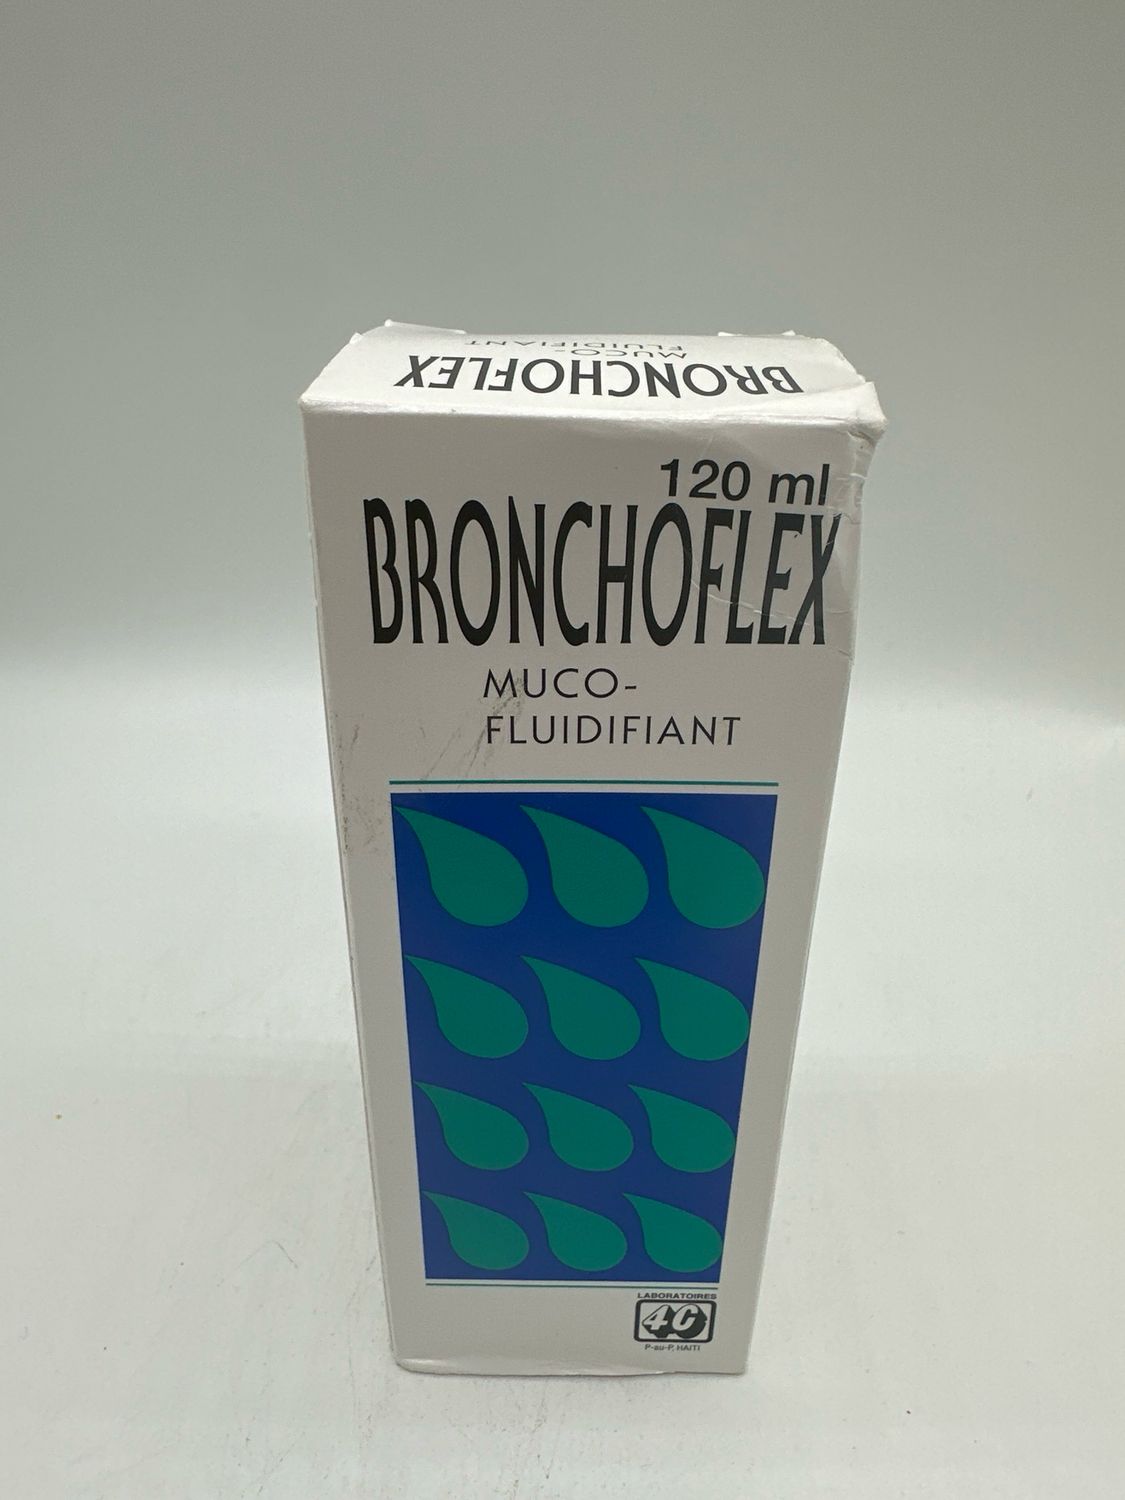 BRONCHOFLEX
MUCO-
FLUIDIFIANT
120 ml
BRONCHOFLEX
MUCO-
FLUIDIFIANT
LABORATOIRES
4C
P-au-P, HAITI